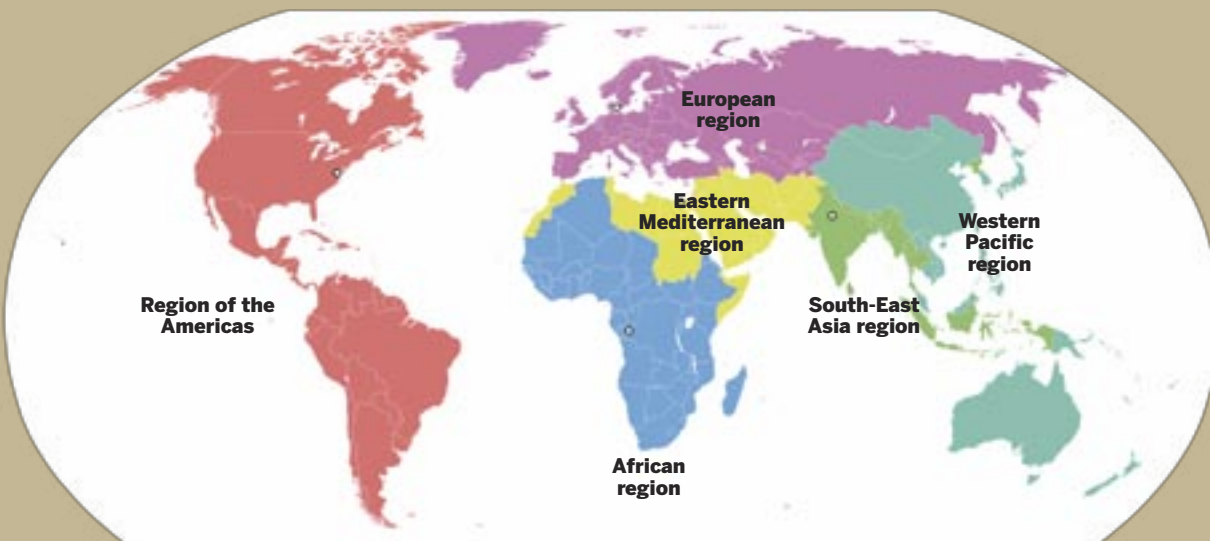 European
region
Eastern
Mediterranean
region
Western
Pacific
region
Region of the
Americas
South-East
Asia region
African
region